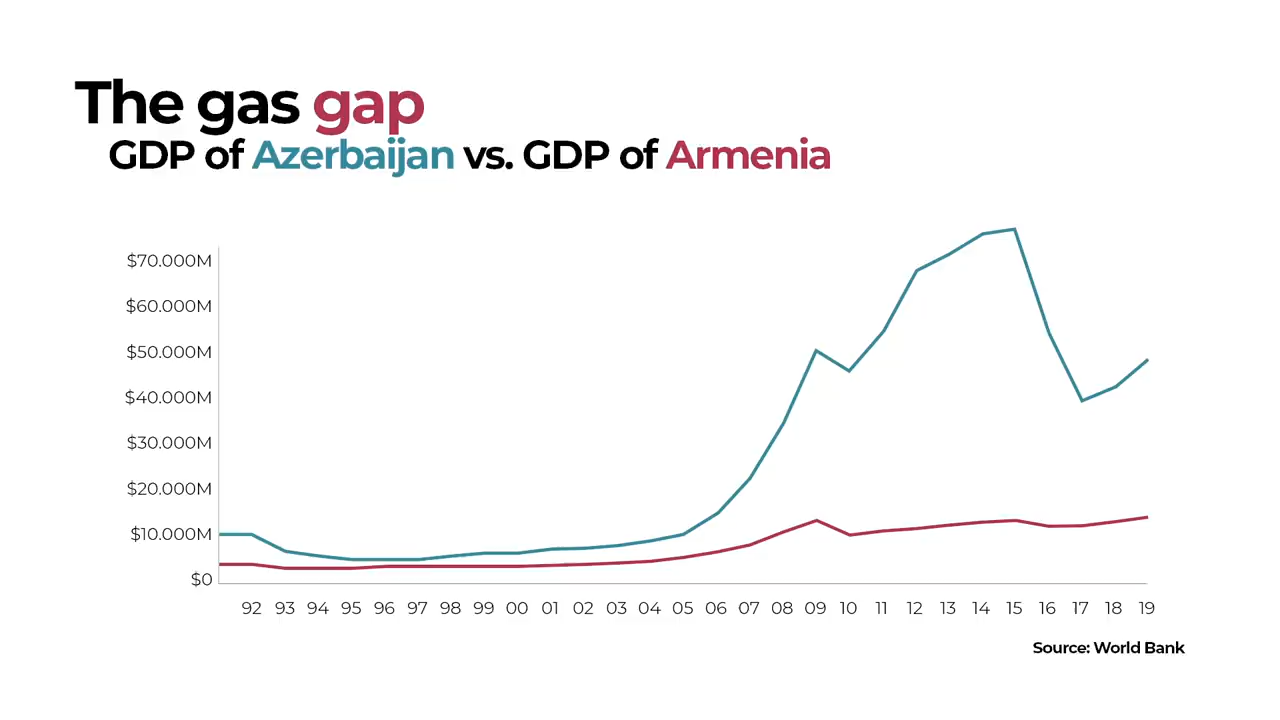 The gas gap
GDP of Azerbaijan vs. GDP of Armenia
$70.000M
$60.000M
$50.000M
$40.000M
$30.000M
$20.000M
$10.000M
$0
92 93 94 95 96 97 98 99 00 01 02 03 04 05 06 07 08 09 10 11 12 13 14 15 16 17 18 19
Source: World Bank